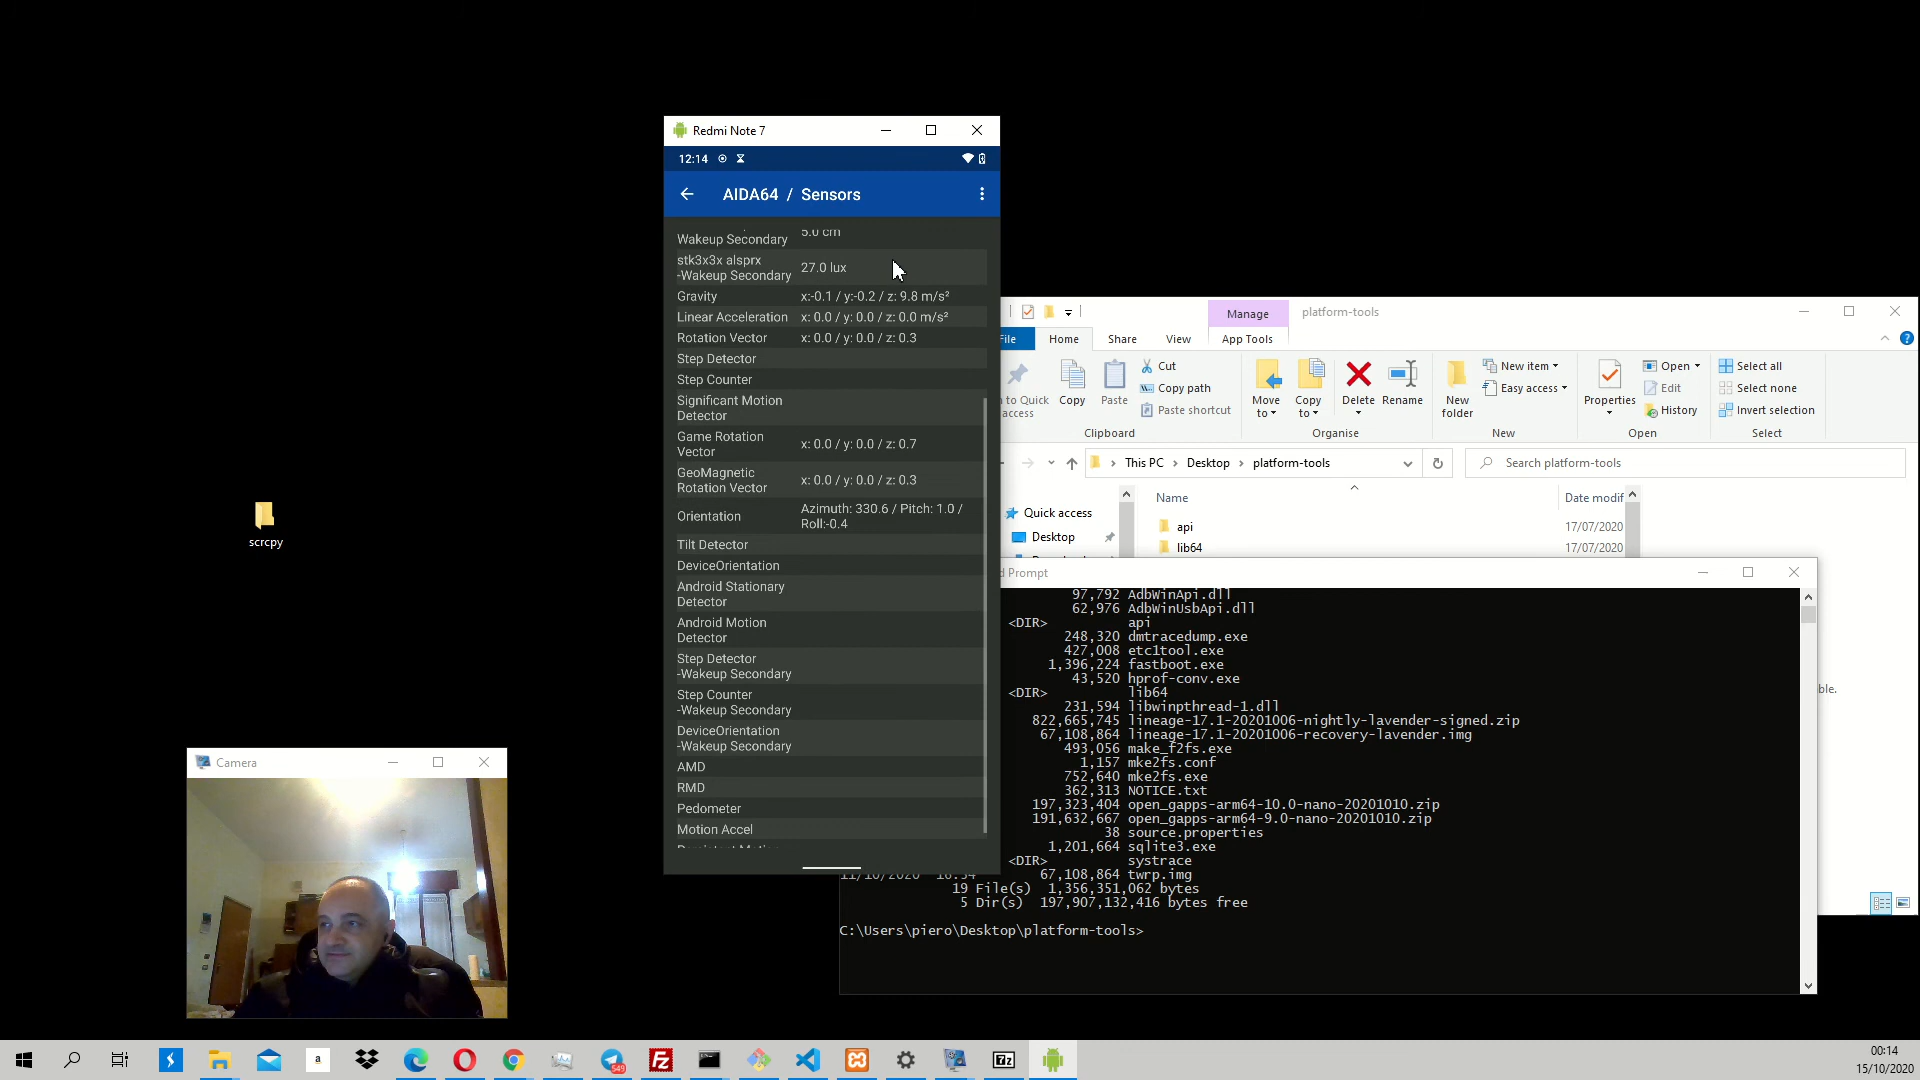 Redmi Note 7
12:14
AIDA64 / Sensors
Wakeup Secondary 5.0 cm
stk3x3x alsprx
-Wakeup Secondary 27.0 lux
Gravity x:-0.1 / y:-0.2 / z: 9.8 m/s²
Linear Acceleration x: 0.0 / y: 0.0 / z: 0.0 m/s²
Rotation Vector x: 0.0 / y: 0.0 / z: 0.3
Step Detector
Step Counter
Significant Motion
Detector
Game Rotation
Vector x: 0.0 / y: 0.0 / z: 0.7
GeoMagnetic
Rotation Vector x: 0.0 / y: 0.0 / z: 0.3
Orientation Azimuth: 330.6 / Pitch: 1.0 /
Roll:-0.4
Tilt Detector
DeviceOrientation
Android Stationary
Detector
Android Motion
Detector
Step Detector
-Wakeup Secondary
Step Counter
-Wakeup Secondary
DeviceOrientation
-Wakeup Secondary
AMD
RMD
Pedometer
Motion Accel
Manage platform-tools
File Home Share View App Tools
Copy
Paste
Cut
Copy path
Paste shortcut
Clipboard
Move
to
Copy
to
Delete
Rename
Organise
New
folder
New item
Easy access
New
Properties
Open
Edit
History
Open
Select all
Select none
Invert selection
Select
This PC > Desktop > platform-tools
Search platform-tools
Quick access
Desktop
Name Date modif
api 17/07/2020
lib64 17/07/2020
ble.
d Prompt
97,792 AdbWinApi.dll
62,976 AdbWinUsbApi.dll
<DIR> api
248,320 dmtracedump.exe
427,008 etc1tool.exe
1,396,224 fastboot.exe
43,520 hprof-conv.exe
<DIR> lib64
231,594 libwinpthread-1.dll
822,665,745 lineage-17.1-20201006-nightly-lavender-signed.zip
67,108,864 lineage-17.1-20201006-recovery-lavender.img
493,056 make_f2fs.exe
1,157 mke2fs.conf
752,640 mke2fs.exe
362,313 NOTICE.txt
197,323,404 open_gapps-arm64-10.0-nano-20201010.zip
191,632,667 open_gapps-arm64-9.0-nano-20201010.zip
38 source.properties
1,201,664 sqlite3.exe
<DIR> systrace
67,108,864 twrp.img
19 File(s) 1,356,351,062 bytes
5 Dir(s) 197,907,132,416 bytes free
C:\Users\piero\Desktop\platform-tools>
scrcpy
Camera
a
549
Fz
7z
00:14
15/10/2020